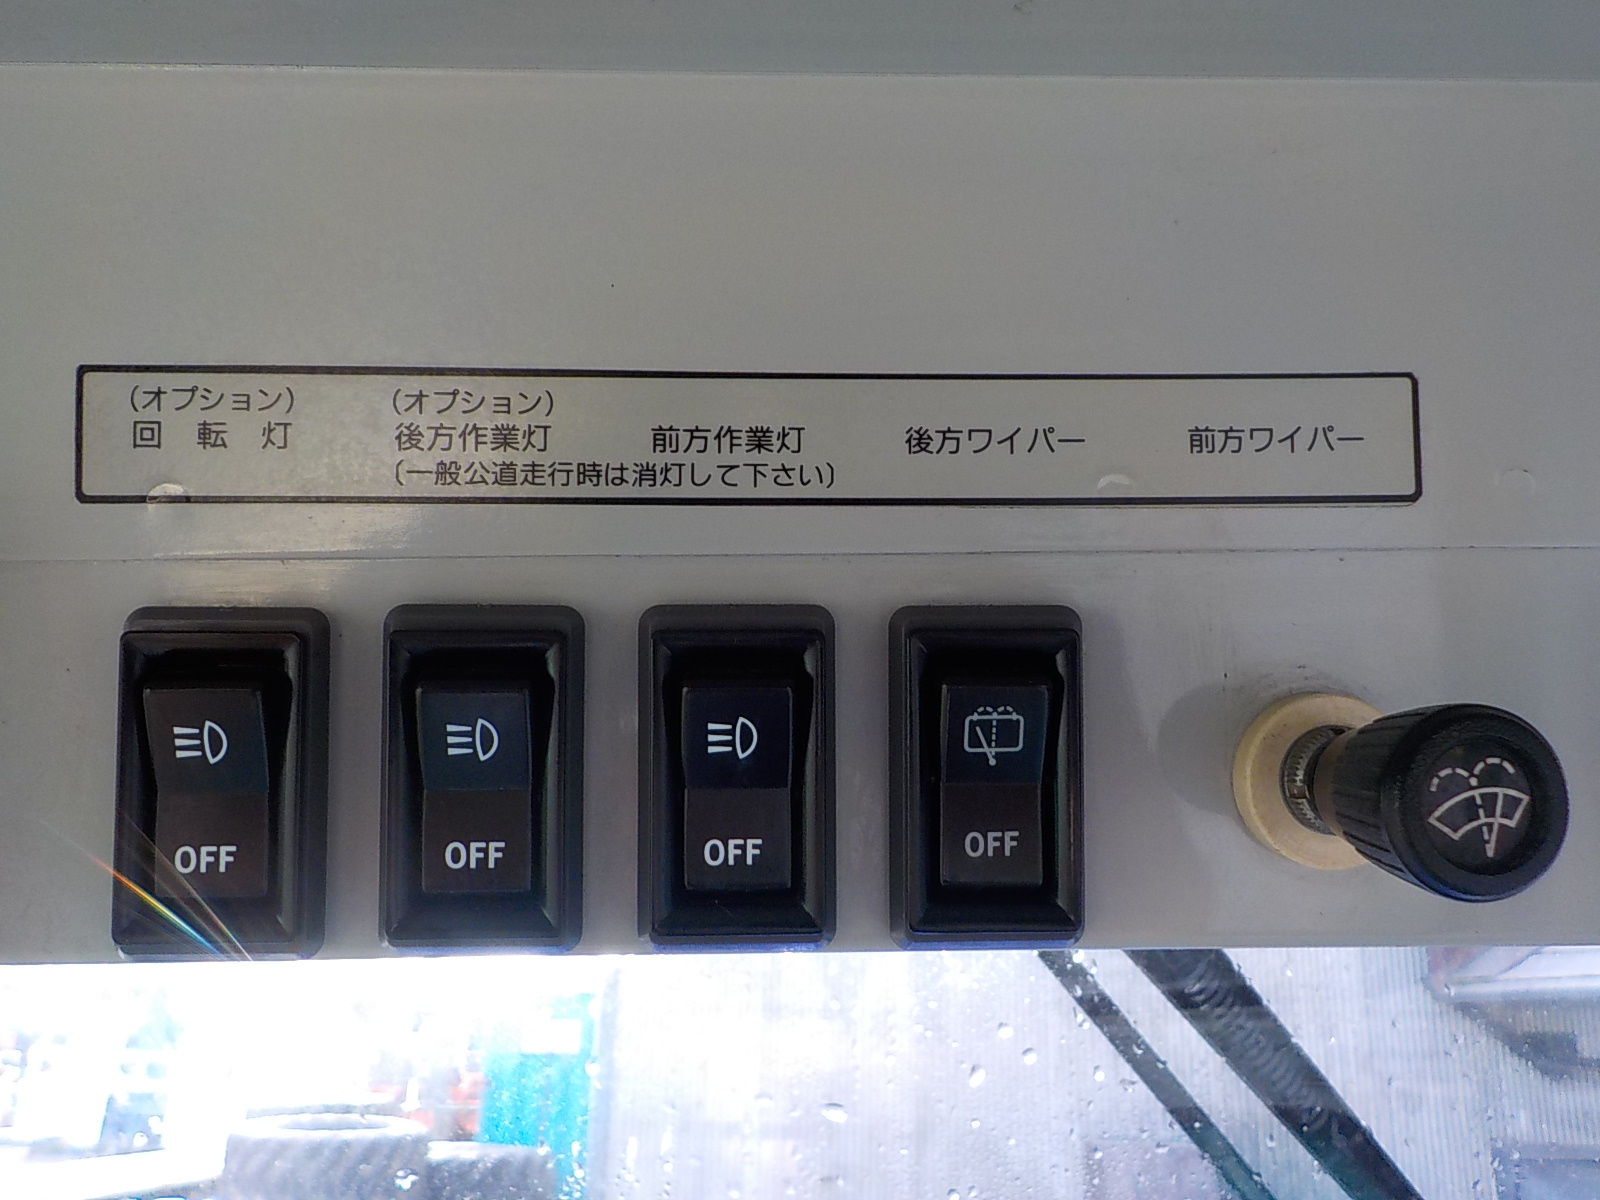 (オプション) (オプション)
回転灯 後方作業灯 前方作業灯 後方ワイパー 前方ワイパー
(一般公道走行時は消灯して下さい)
OFF OFF OFF OFF